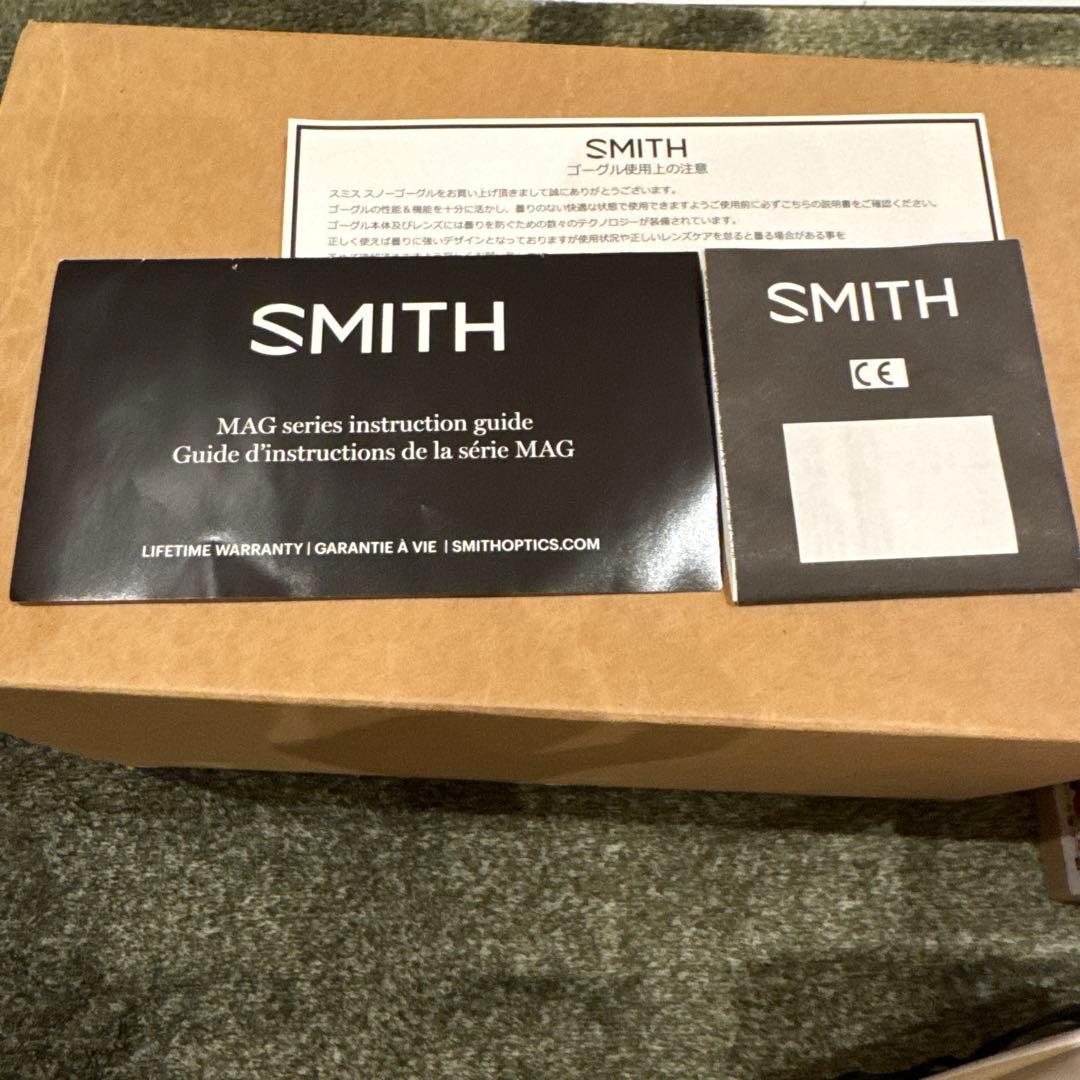 SMITH
ゴーグル使用上の注意
スミス スノーゴーグルをお買い上げ頂きまして誠にありがとうございます。
ゴーグルの性能&機能を十分に活かし、曇りのない快適な状態で使用できますようご使用前に必ずこちらの説明書をご確認ください。
ゴーグル本体及びレンズには曇りを防ぐための数々のテクノロジーが装備されています。
正しく使えば曇りに強いデザインとなっておりますが使用状況や正しいレンズケアを怠ると曇る場合がある事を
SMITH
MAG series instruction guide
Guide d'instructions de la série MAG
LIFETIME WARRANTY | GARANTIE À VIE | SMITHOPTICS.COM
SMITH
CE